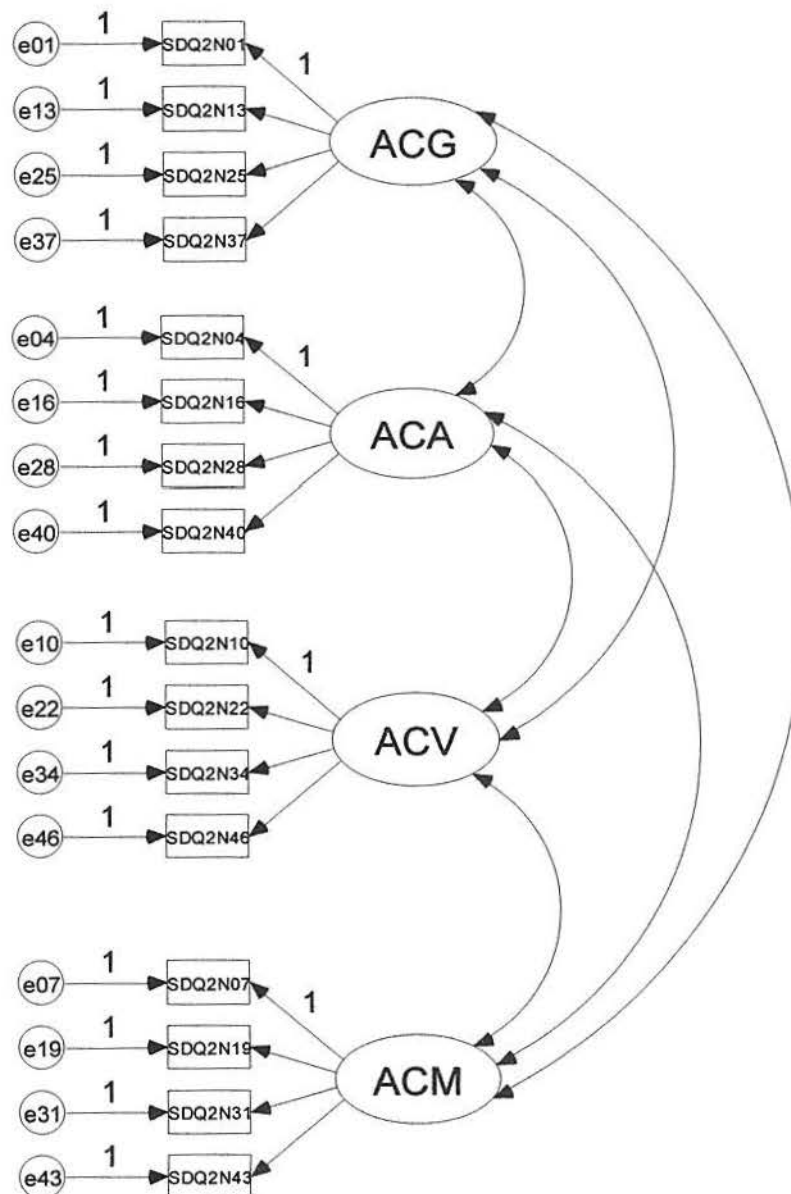 1
e01
SDQ2N01
1
1
e13
SDQ2N13
ACG
1
e25
SDQ2N25
1
e37
SDQ2N37
1
e04
SDQ2N04
1
1
e16
SDQ2N16
ACA
1
e28
SDQ2N28
1
e40
SDQ2N40
1
e10
SDQ2N10
1
1
e22
SDQ2N22
ACV
1
e34
SDQ2N34
1
e46
SDQ2N46
1
e07
SDQ2N07
1
1
e19
SDQ2N19
ACM
1
e31
SDQ2N31
1
e43
SDQ2N43